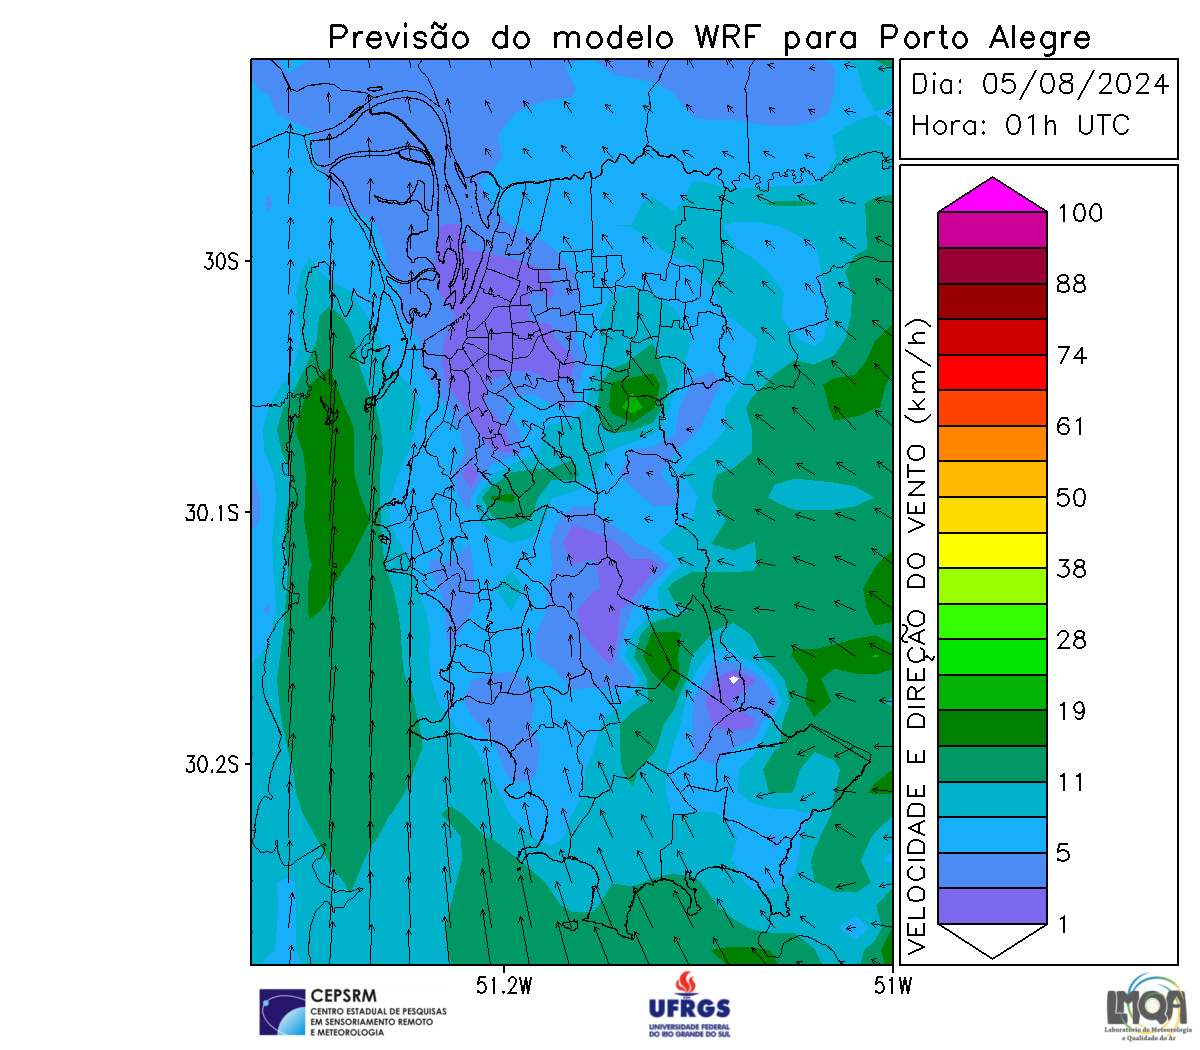 Previsão do modelo WRF para Porto Alegre
Dia: 05/08/2024
Hora: 01h UTC
30S
30.1S
30.2S
51.2W
51W
VELOCIDADE E DIREÇÃO DO VENTO (km/h)
100
88
74
61
50
38
28
19
11
5
1
CEPSRM
CENTRO ESTADUAL DE PESQUISAS
EM SENSORIAMENTO REMOTO
E METEOROLOGIA
UFRGS
UNIVERSIDADE FEDERAL
DO RIO GRANDE DO SUL
LMQA
Laboratório de Meteorologia
e Qualidade do Ar